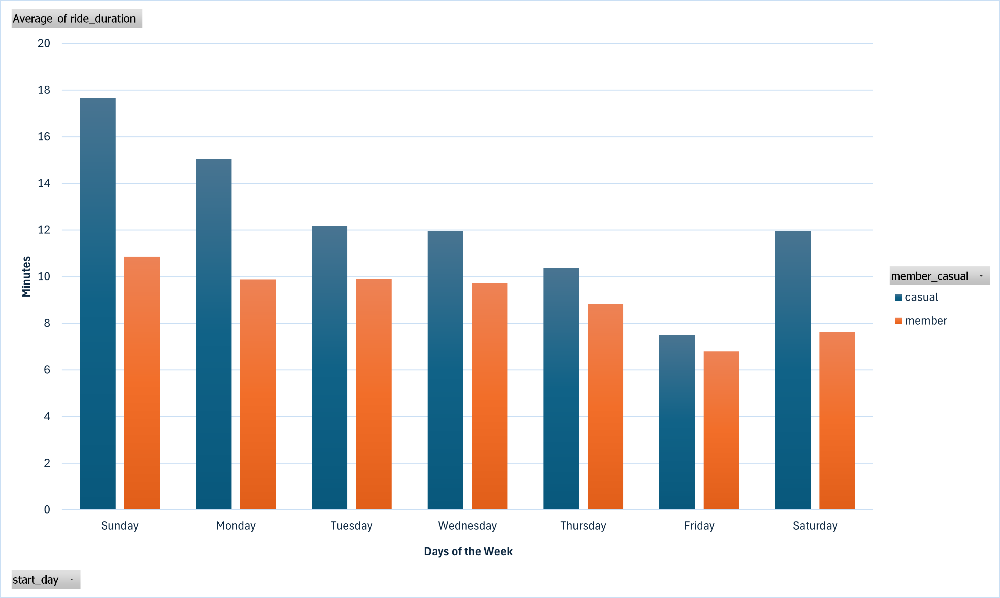 Average of ride_duration
20
18
16
14
12
10
8
6
4
2
0
Minutes
Sunday Monday Tuesday Wednesday Thursday Friday Saturday
Days of the Week
member_casual
casual
member
start_day